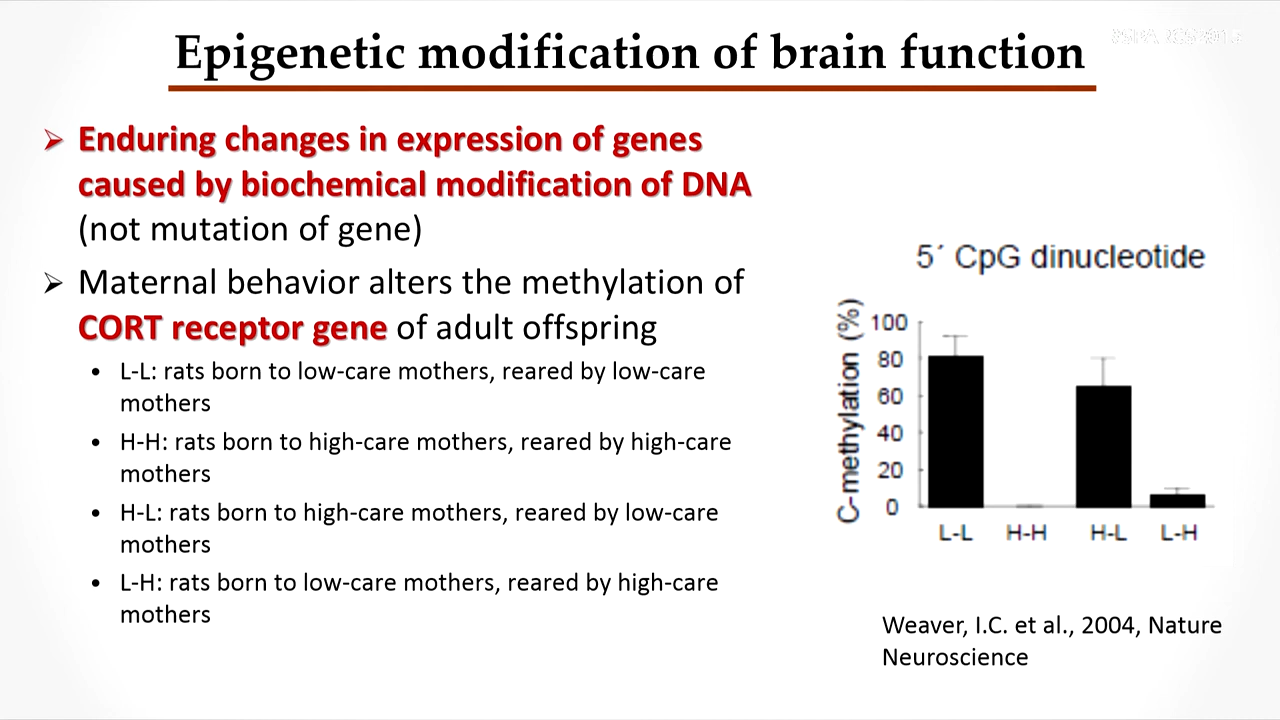 Epigenetic modification of brain function
➢ Enduring changes in expression of genes
caused by biochemical modification of DNA
(not mutation of gene)
➢ Maternal behavior alters the methylation of
CORT receptor gene of adult offspring
• L-L: rats born to low-care mothers, reared by low-care
mothers
• H-H: rats born to high-care mothers, reared by high-care
mothers
• H-L: rats born to high-care mothers, reared by low-care
mothers
• L-H: rats born to low-care mothers, reared by high-care
mothers
5´ CpG dinucleotide
C-methylation (%)
100
80
60
40
20
0
L-L H-H H-L L-H
Weaver, I.C. et al., 2004, Nature
Neuroscience